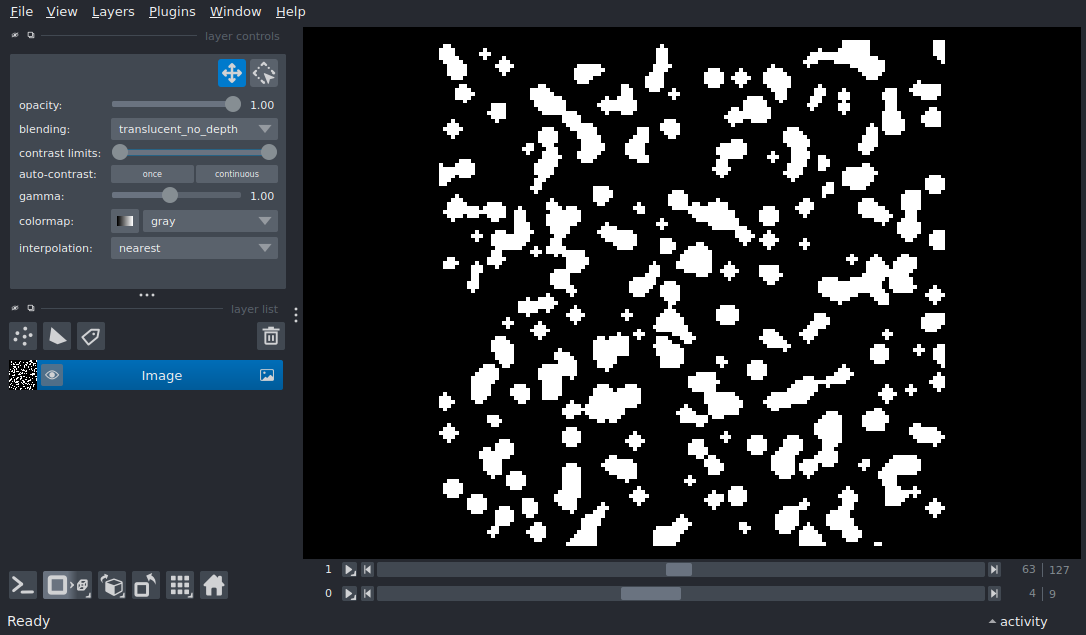 File View Layers Plugins Window Help
layer controls
opacity: 1.00
blending: translucent_no_depth
contrast limits:
auto-contrast: once continuous
gamma: 1.00
colormap: gray
interpolation: nearest
layer list
Image
1 63 127
0 4 9
Ready activity